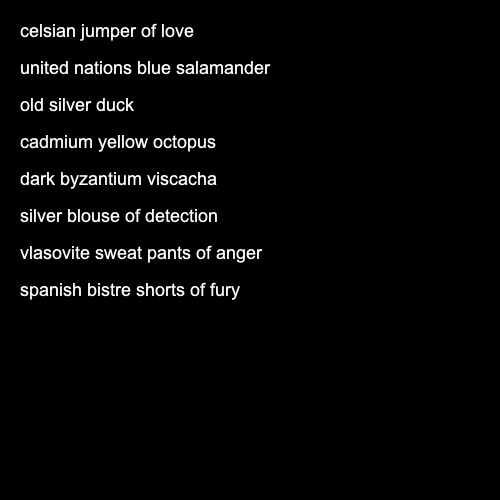 celsian jumper of love
united nations blue salamander
old silver duck
cadmium yellow octopus
dark byzantium viscacha
silver blouse of detection
vlasovite sweat pants of anger
spanish bistre shorts of fury